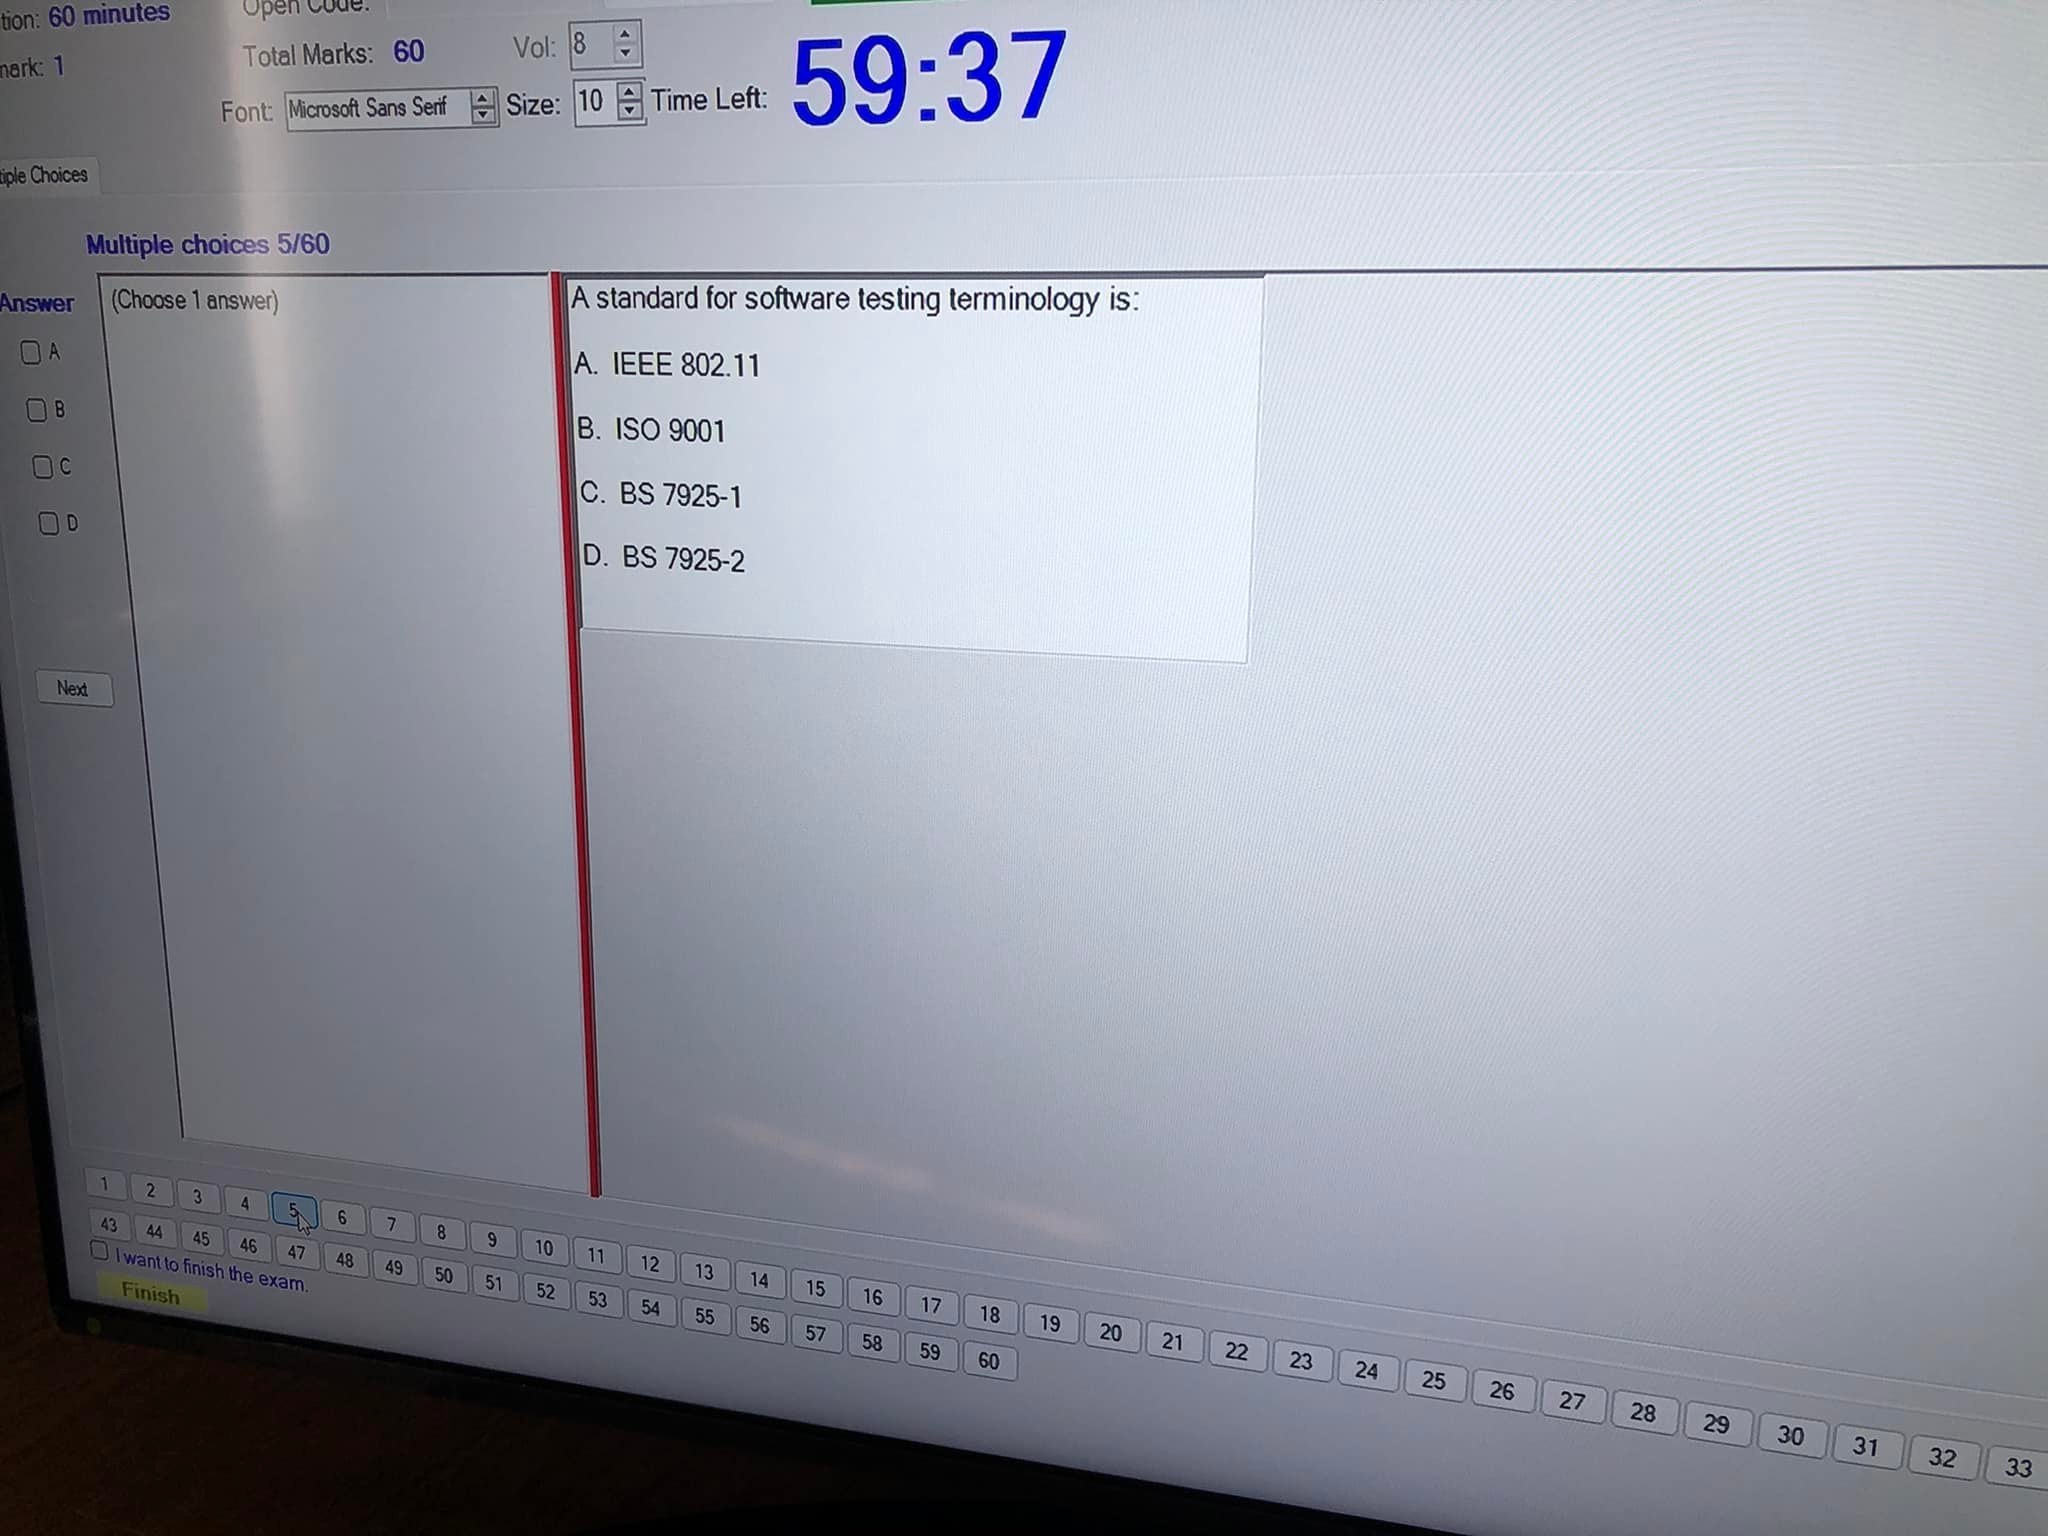 tion: 60 minutes
Open Code:
mark: 1
Total Marks: 60
Vol: 8
Font: Microsoft Sans Serif
Size: 10
Time Left: 59:37
tiple Choices
Multiple choices 5/60
Answer
(Choose 1 answer)
A
B
C
D
Next
A standard for software testing terminology is:
A. IEEE 802.11
B. ISO 9001
C. BS 7925-1
D. BS 7925-2
1 2 3 4 5 6 7 8 9 10 11 12 13 14 15 16 17 18 19 20 21 22 23 24 25 26 27 28 29 30 31 32 33
43 44 45 46 47 48 49 50 51 52 53 54 55 56 57 58 59 60
I want to finish the exam.
Finish